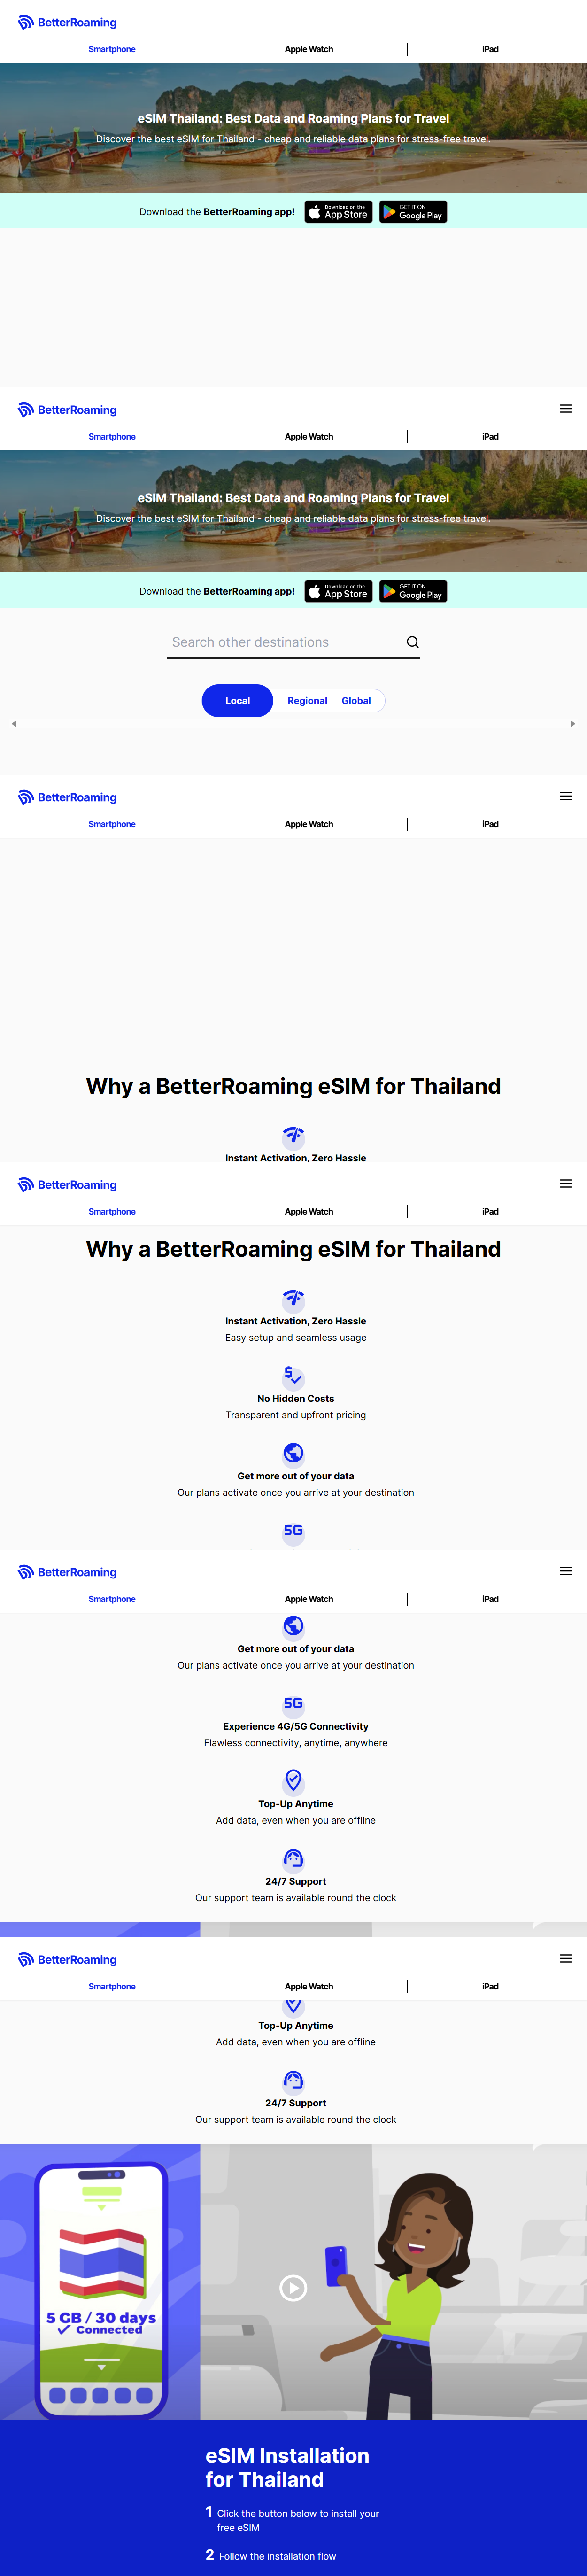 BetterRoaming
Smartphone
Apple Watch
iPad
eSIM Thailand: Best Data and Roaming Plans for Travel
Discover the best eSIM for Thailand - cheap and reliable data plans for stress-free travel.
Download the BetterRoaming app!
Download on the
App Store
GET IT ON
Google Play
BetterRoaming
Smartphone
Apple Watch
iPad
eSIM Thailand: Best Data and Roaming Plans for Travel
Discover the best eSIM for Thailand - cheap and reliable data plans for stress-free travel.
Download the BetterRoaming app!
Download on the
App Store
GET IT ON
Google Play
Search other destinations
Local
Regional
Global
BetterRoaming
Smartphone
Apple Watch
iPad
Why a BetterRoaming eSIM for Thailand
Instant Activation, Zero Hassle
BetterRoaming
Smartphone
Apple Watch
iPad
Why a BetterRoaming eSIM for Thailand
Instant Activation, Zero Hassle
Easy setup and seamless usage
$
No Hidden Costs
Transparent and upfront pricing
Get more out of your data
Our plans activate once you arrive at your destination
5G
BetterRoaming
Smartphone
Apple Watch
iPad
Get more out of your data
Our plans activate once you arrive at your destination
5G
Experience 4G/5G Connectivity
Flawless connectivity, anytime, anywhere
Top-Up Anytime
Add data, even when you are offline
24/7 Support
Our support team is available round the clock
BetterRoaming
Smartphone
Apple Watch
iPad
Top-Up Anytime
Add data, even when you are offline
24/7 Support
Our support team is available round the clock
5 GB / 30 days
Connected
eSIM Installation
for Thailand
1 Click the button below to install your
free eSIM
2 Follow the installation flow